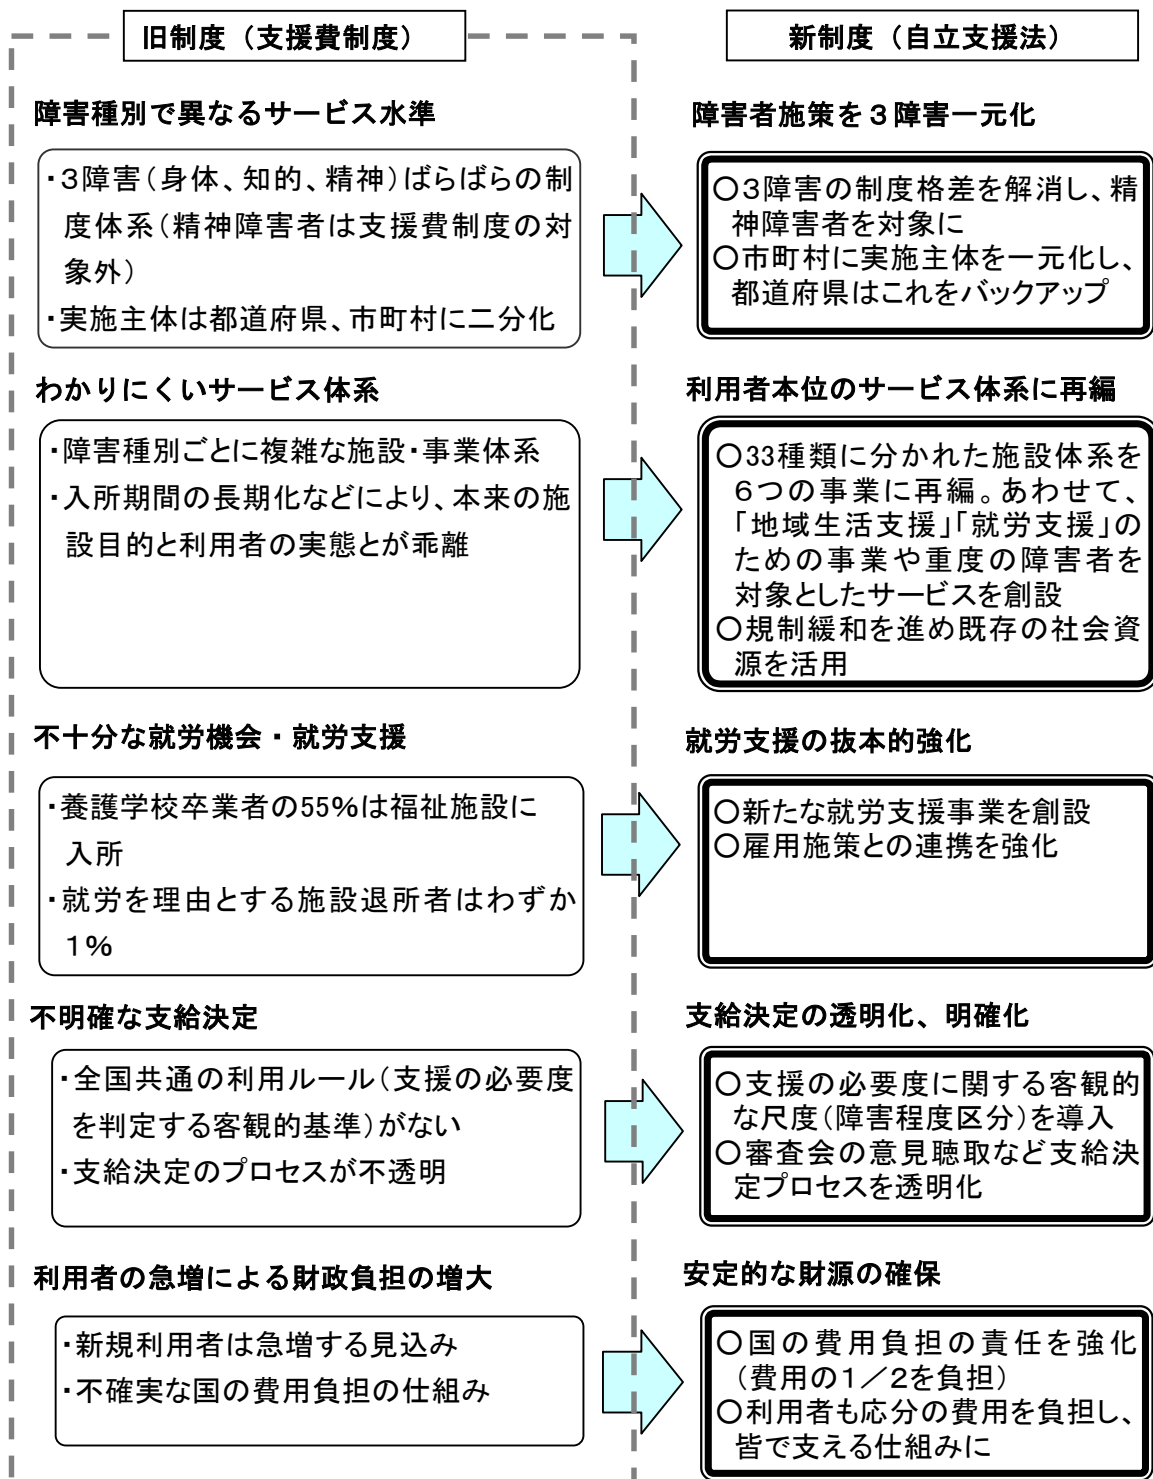 旧制度（支援費制度）
新制度（自立支援法）
障害種別で異なるサービス水準
・3障害（身体、知的、精神）ばらばらの制
度体系（精神障害者は支援費制度の対
象外）
・実施主体は都道府県、市町村に二分化
障害者施策を３障害一元化
○3障害の制度格差を解消し、精
神障害者を対象に
○市町村に実施主体を一元化し、
都道府県はこれをバックアップ
わかりにくいサービス体系
・障害種別ごとに複雑な施設・事業体系
・入所期間の長期化などにより、本来の施
設目的と利用者の実態とが乖離
利用者本位のサービス体系に再編
○33種類に分かれた施設体系を
６つの事業に再編。あわせて、
「地域生活支援」「就労支援」の
ための事業や重度の障害者を
対象としたサービスを創設
○規制緩和を進め既存の社会資
源を活用
不十分な就労機会・就労支援
・養護学校卒業者の55%は福祉施設に
入所
・就労を理由とする施設退所者はわずか
１%
就労支援の抜本的強化
○新たな就労支援事業を創設
○雇用施策との連携を強化
不明確な支給決定
・全国共通の利用ルール（支援の必要度
を判定する客観的基準）がない
・支給決定のプロセスが不透明
支給決定の透明化、明確化
○支援の必要度に関する客観的
な尺度（障害程度区分）を導入
○審査会の意見聴取など支給決
定プロセスを透明化
利用者の急増による財政負担の増大
・新規利用者は急増する見込み
・不確実な国の費用負担の仕組み
安定的な財源の確保
○国の費用負担の責任を強化
（費用の１／２を負担）
○利用者も応分の費用を負担し、
皆で支える仕組みに